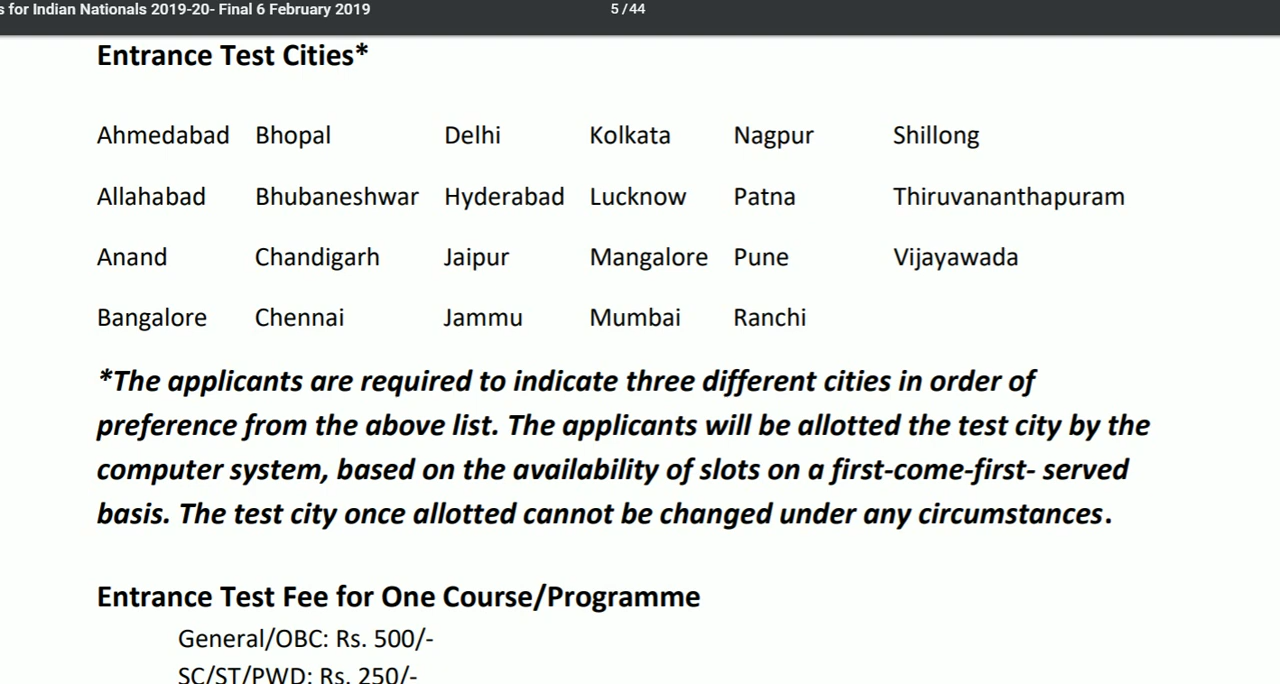 s for Indian Nationals 2019-20- Final 6 February 2019 5 / 44
Entrance Test Cities*
Ahmedabad Bhopal Delhi Kolkata Nagpur Shillong
Allahabad Bhubaneshwar Hyderabad Lucknow Patna Thiruvananthapuram
Anand Chandigarh Jaipur Mangalore Pune Vijayawada
Bangalore Chennai Jammu Mumbai Ranchi
*The applicants are required to indicate three different cities in order of
preference from the above list. The applicants will be allotted the test city by the
computer system, based on the availability of slots on a first-come-first- served
basis. The test city once allotted cannot be changed under any circumstances.
Entrance Test Fee for One Course/Programme
General/OBC: Rs. 500/-
SC/ST/PWD: Rs. 250/-